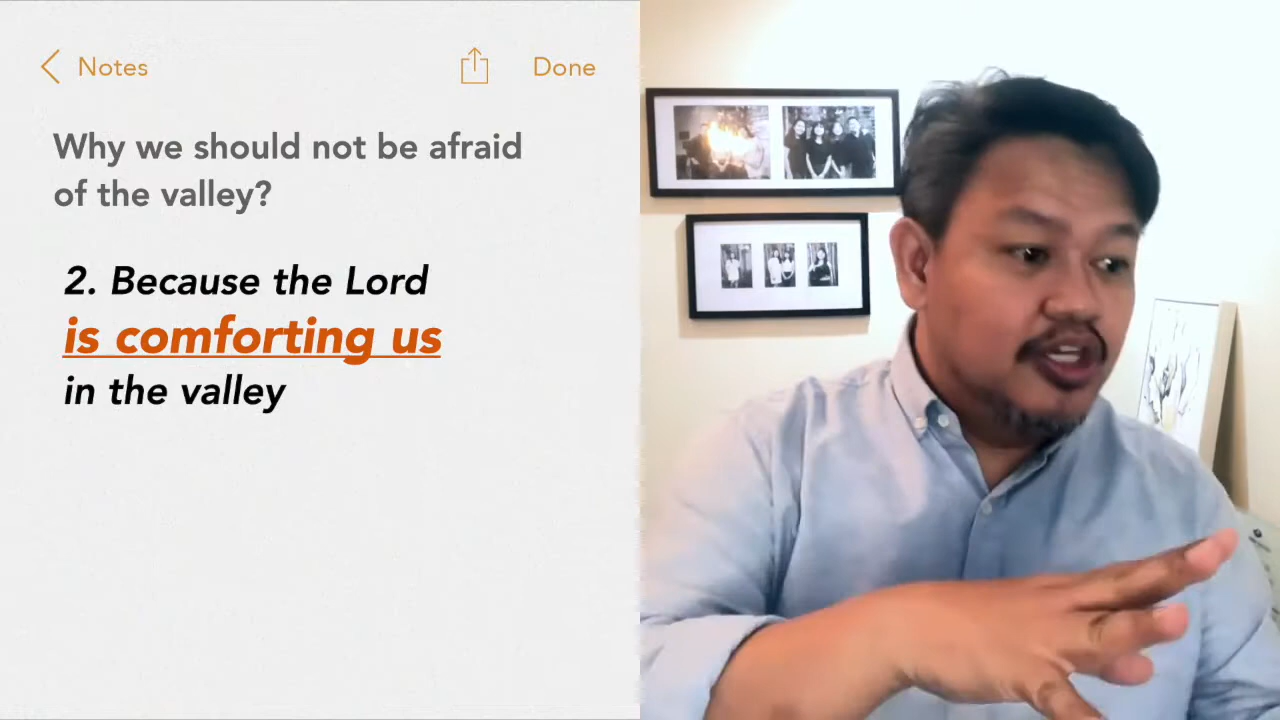 Notes
Done
Why we should not be afraid
of the valley?
2. Because the Lord
is comforting us
in the valley